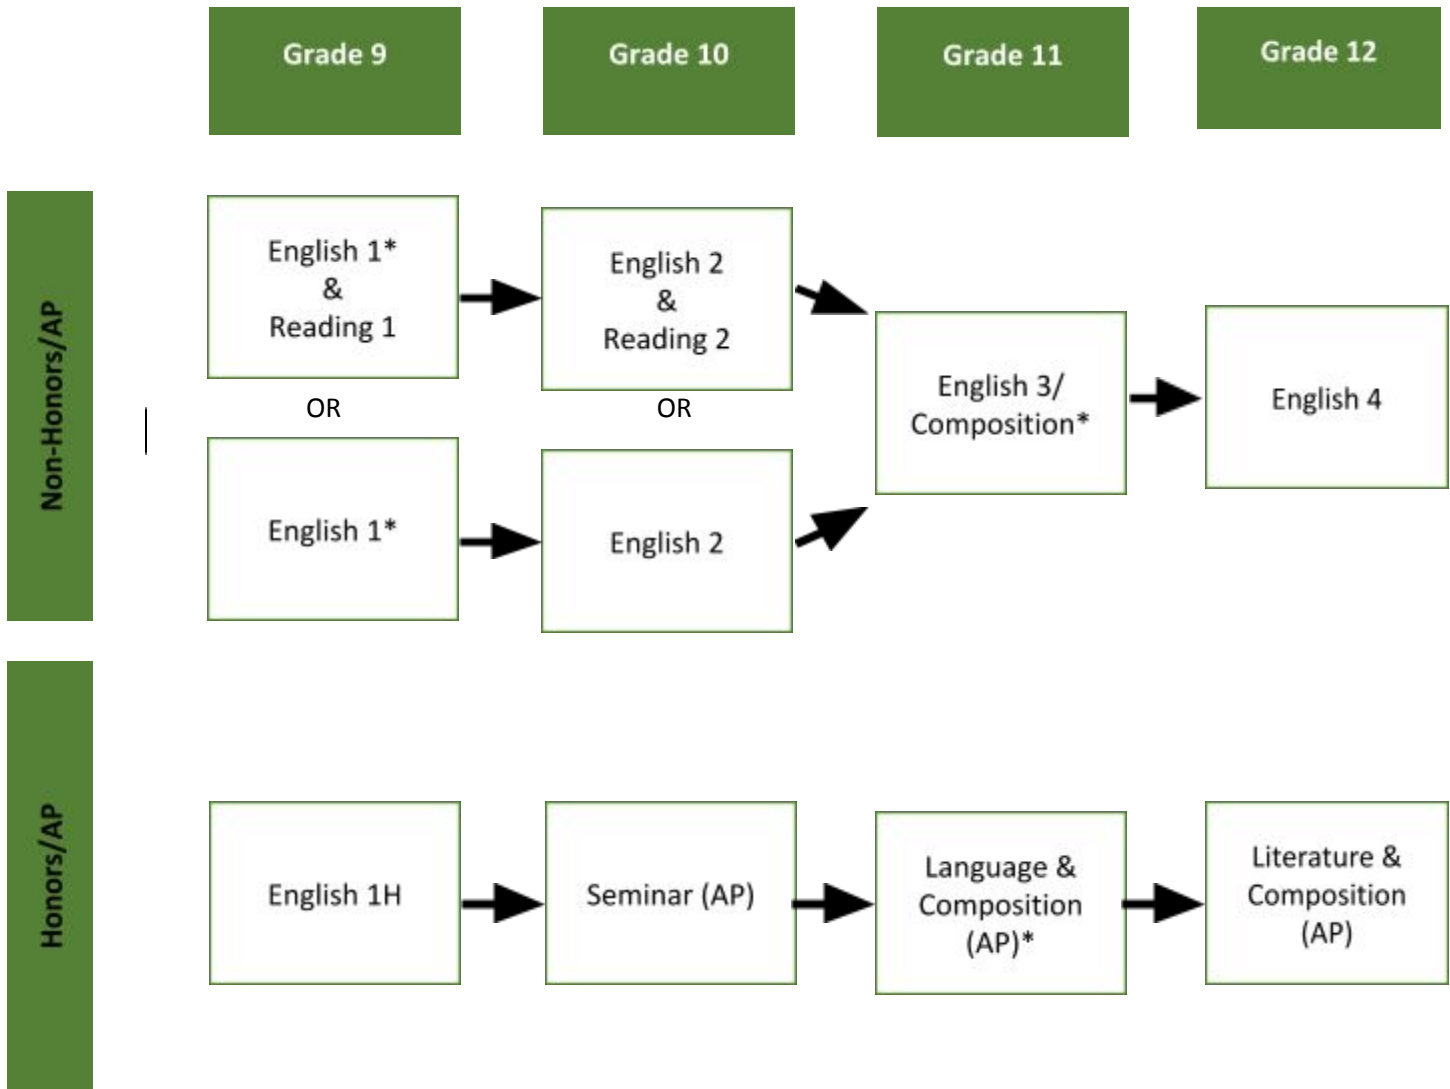 Grade 9
Grade 10
Grade 11
Grade 12
Non-Honors/AP
English 1*
&
Reading 1
English 2
&
Reading 2
OR
OR
English 3/
Composition*
English 4
English 1*
English 2
Honors/AP
English 1H
Seminar (AP)
Language &
Composition
(AP)*
Literature &
Composition
(AP)